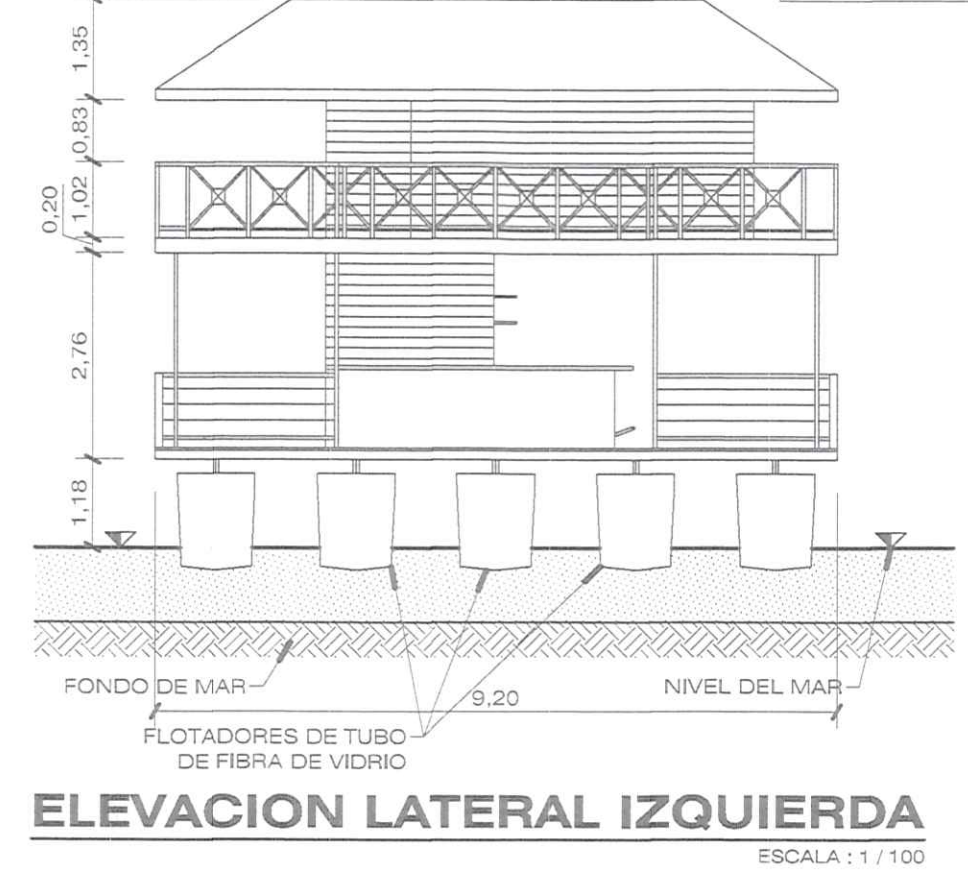 1,35
0,83
1,02
0,20
2,76
1,18
FONDO DE MAR
NIVEL DEL MAR
9,20
FLOTADORES DE TUBO
DE FIBRA DE VIDRIO
ELEVACION LATERAL IZQUIERDA
ESCALA : 1 / 100